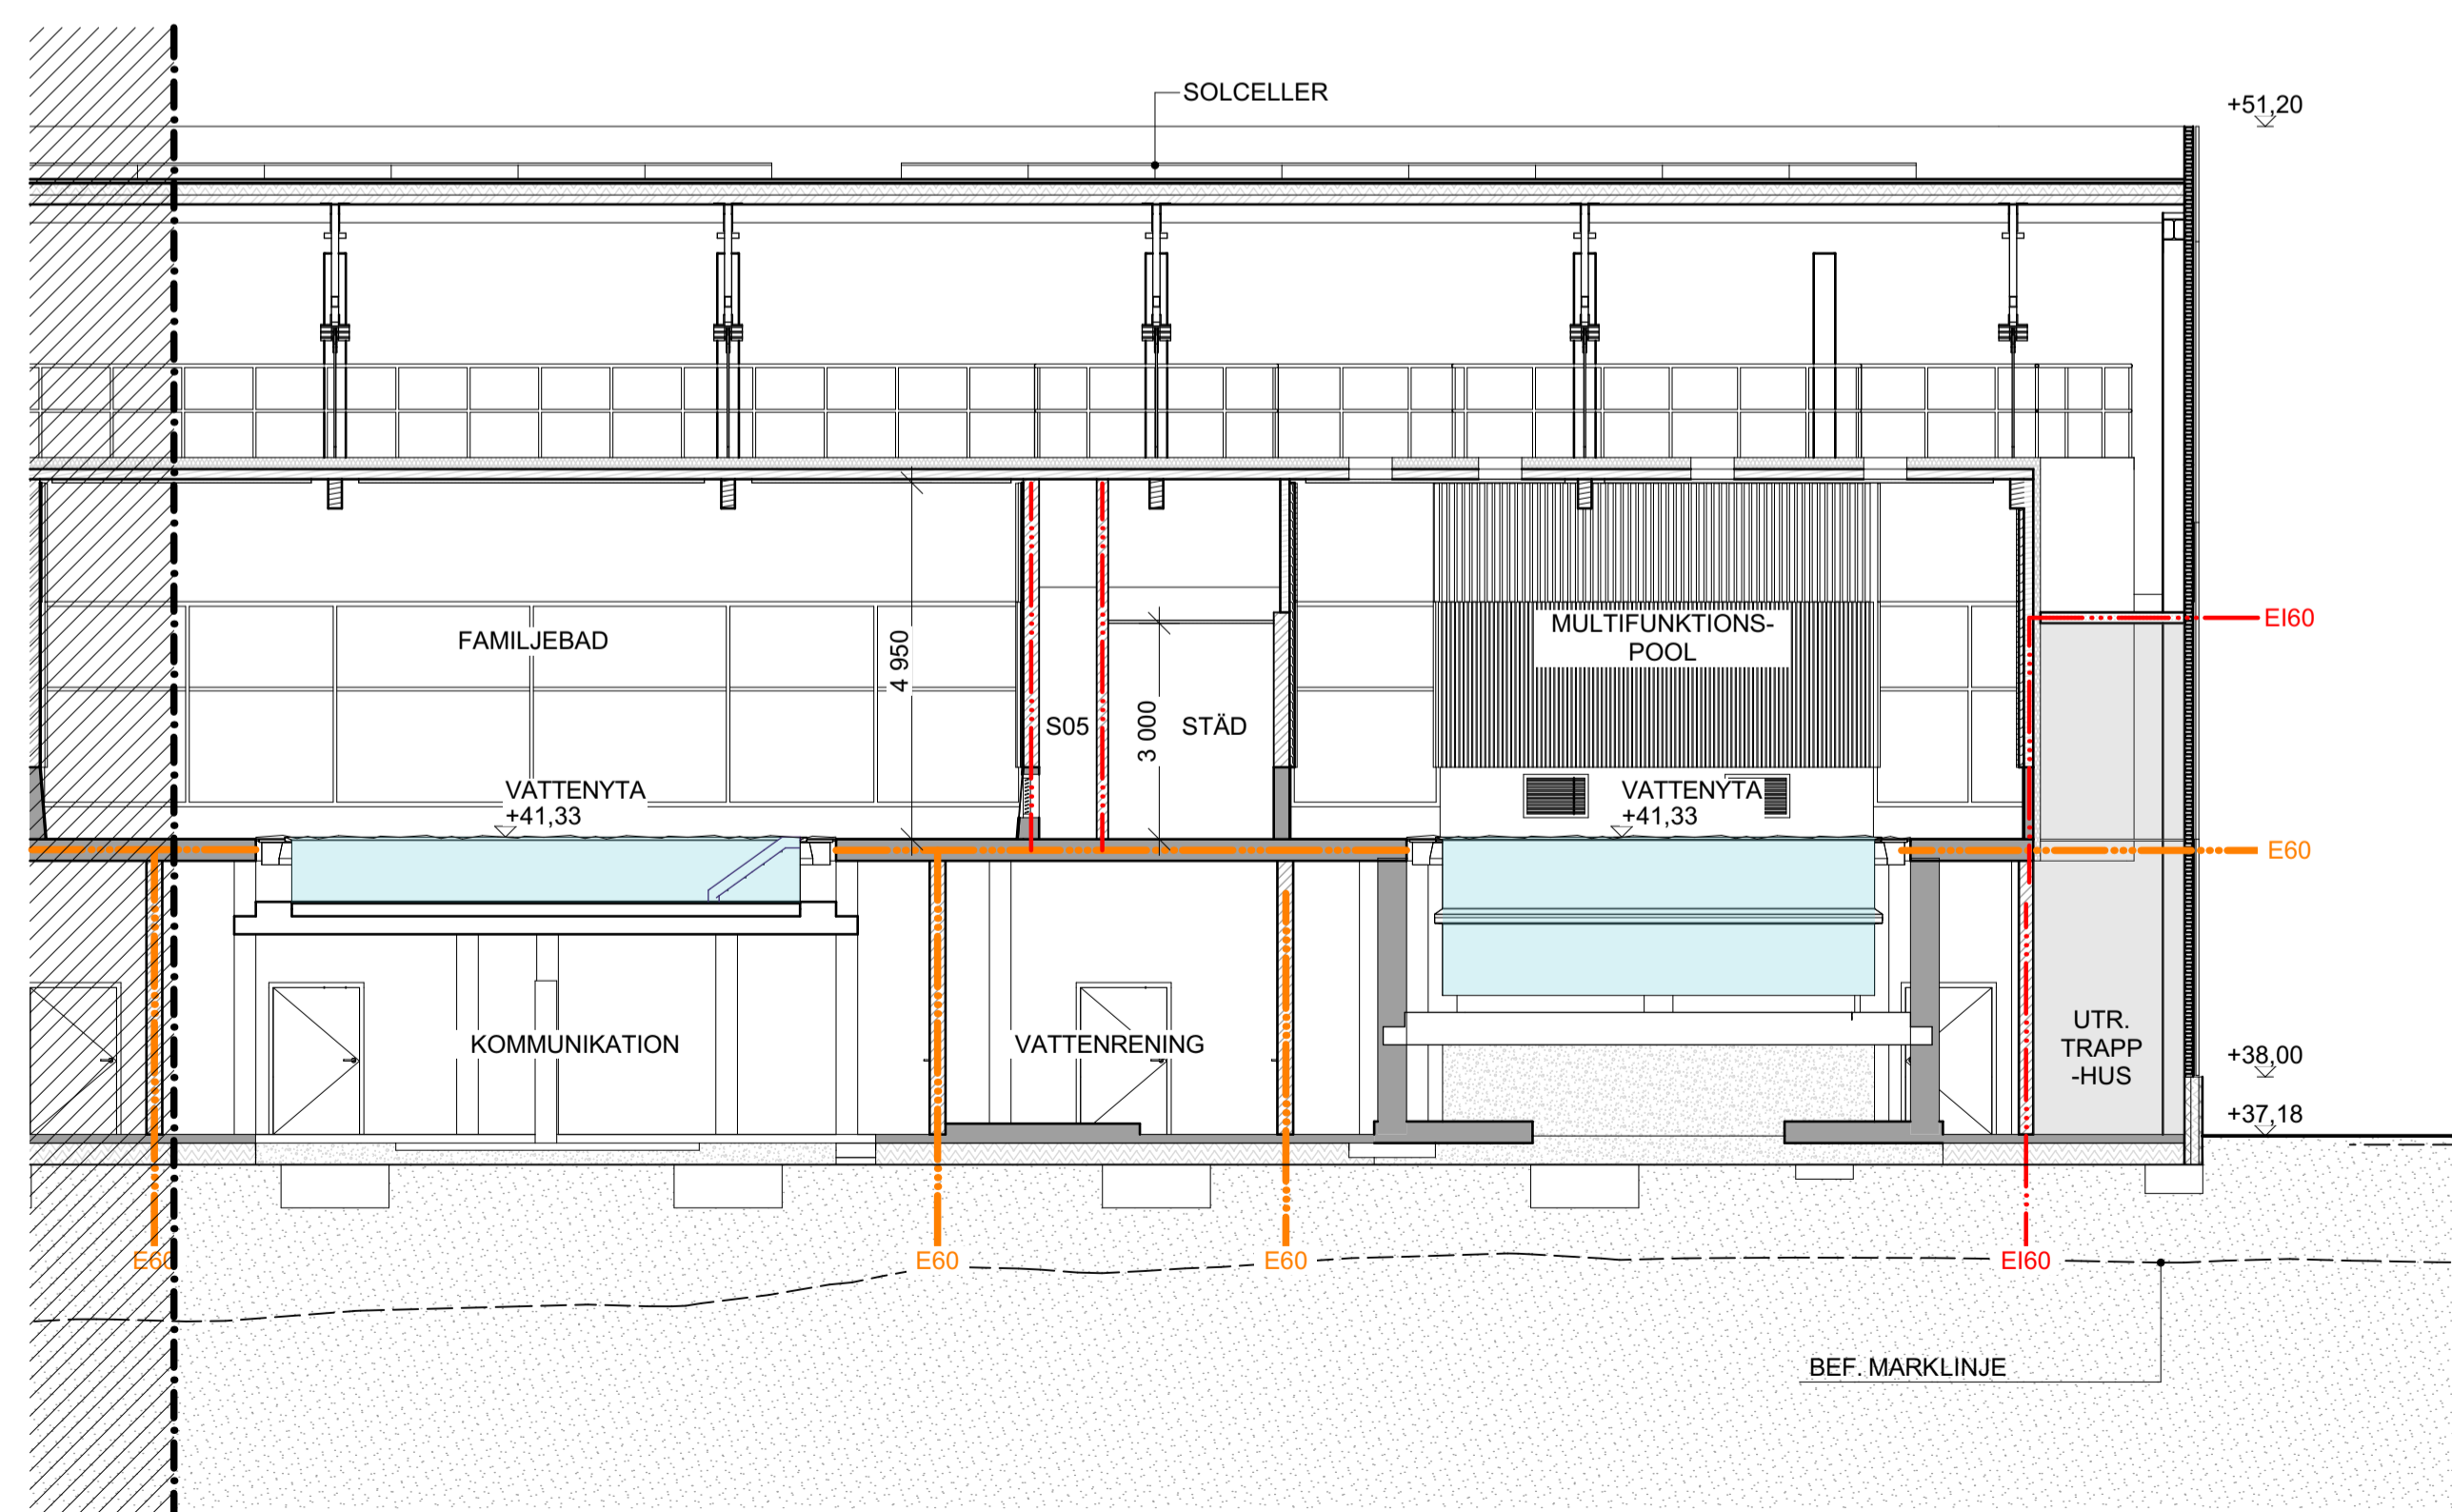 SOLCELLER
+51,20
FAMILJEBAD
4 950
S05
3 000
STÄD
MULTIFUNKTIONS-
POOL
EI60
VATTENYTA
+41,33
VATTENYTA
+41,33
E60
KOMMUNIKATION
VATTENRENING
UTR.
TRAPP
-HUS
+38,00
+37,18
E60
E60
E60
EI60
BEF. MARKLINJE